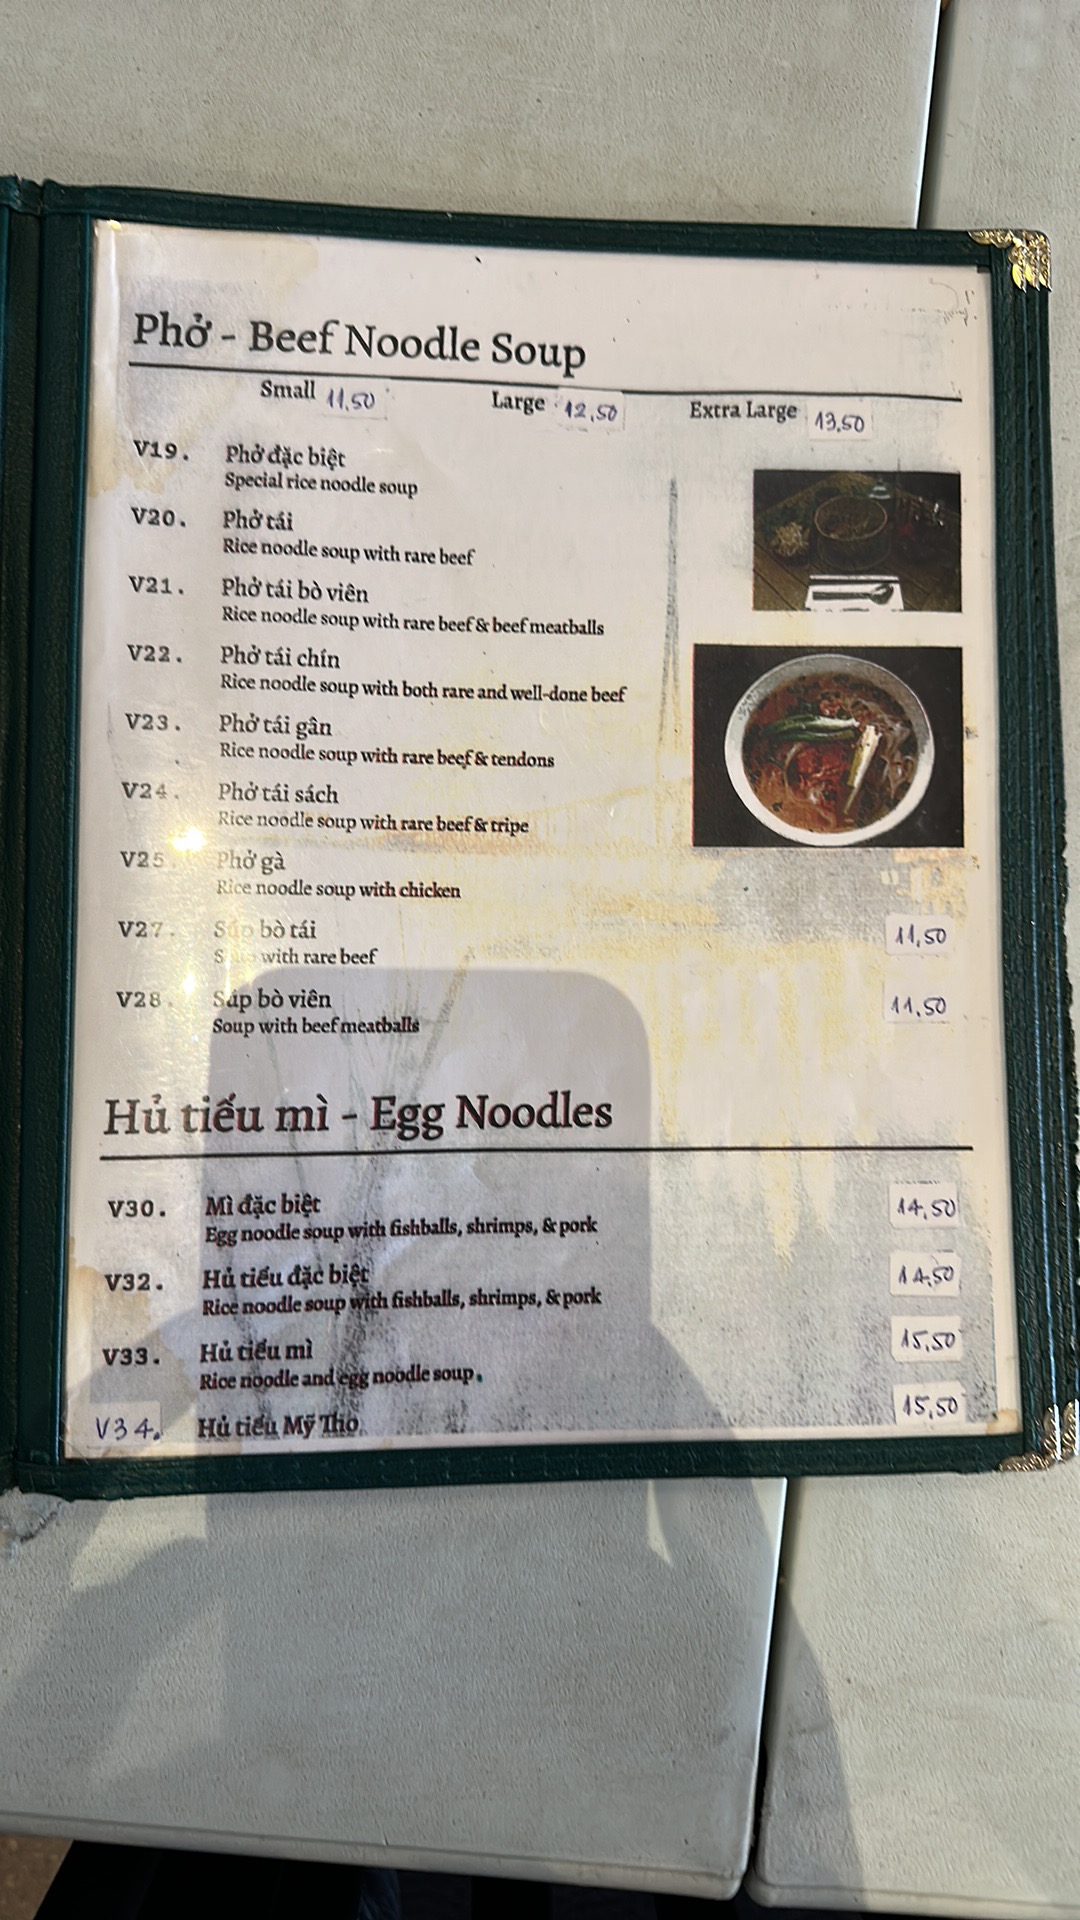 Phở - Beef Noodle Soup
Small 11,50 Large 12,50 Extra Large 13,50
V19. Phở đặc biệt
Special rice noodle soup
V20. Phở tái
Rice noodle soup with rare beef
V21. Phở tái bò viên
Rice noodle soup with rare beef & beef meatballs
V22. Phở tái chín
Rice noodle soup with both rare and well-done beef
V23. Phở tái gân
Rice noodle soup with rare beef & tendons
V24. Phở tái sách
Rice noodle soup with rare beef & tripe
V25. Phở gà
Rice noodle soup with chicken
V27. Súp bò tái 11,50
Soup with rare beef
V28. Súp bò viên 11,50
Soup with beef meatballs
Hủ tiếu mì - Egg Noodles
V30. Mì đặc biệt 14,50
Egg noodle soup with fishballs, shrimps, & pork
V32. Hủ tiếu đặc biệt 14,50
Rice noodle soup with fishballs, shrimps, & pork
V33. Hủ tiếu mì 15,50
Rice noodle and egg noodle soup.
V34. Hủ tiếu Mỹ Tho 15,50